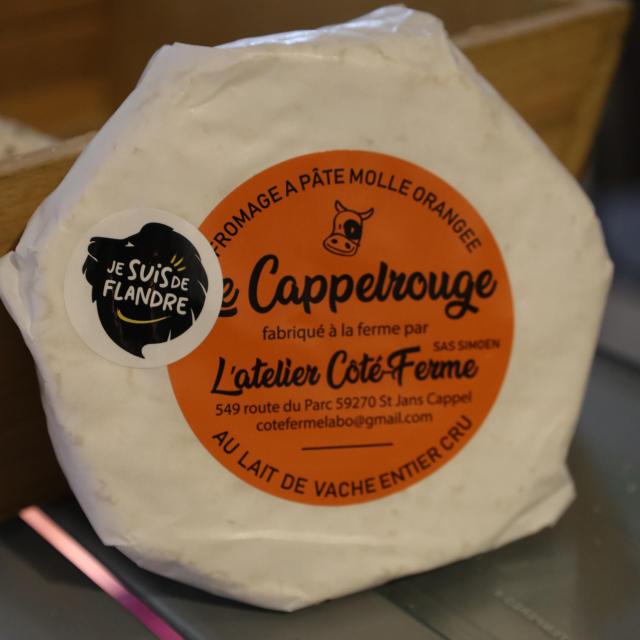 FROMAGE A PÂTE MOLLE ORANGEE
JE SUIS DE
FLANDRE
Cappelrouge
fabriqué à la ferme par
SAS SIMOEN
L'atelier Côté-Ferme
549 route du Parc 59270 St Jans Cappel
cotefermelabo@gmail.com
AU LAIT DE VACHE ENTIER CRU